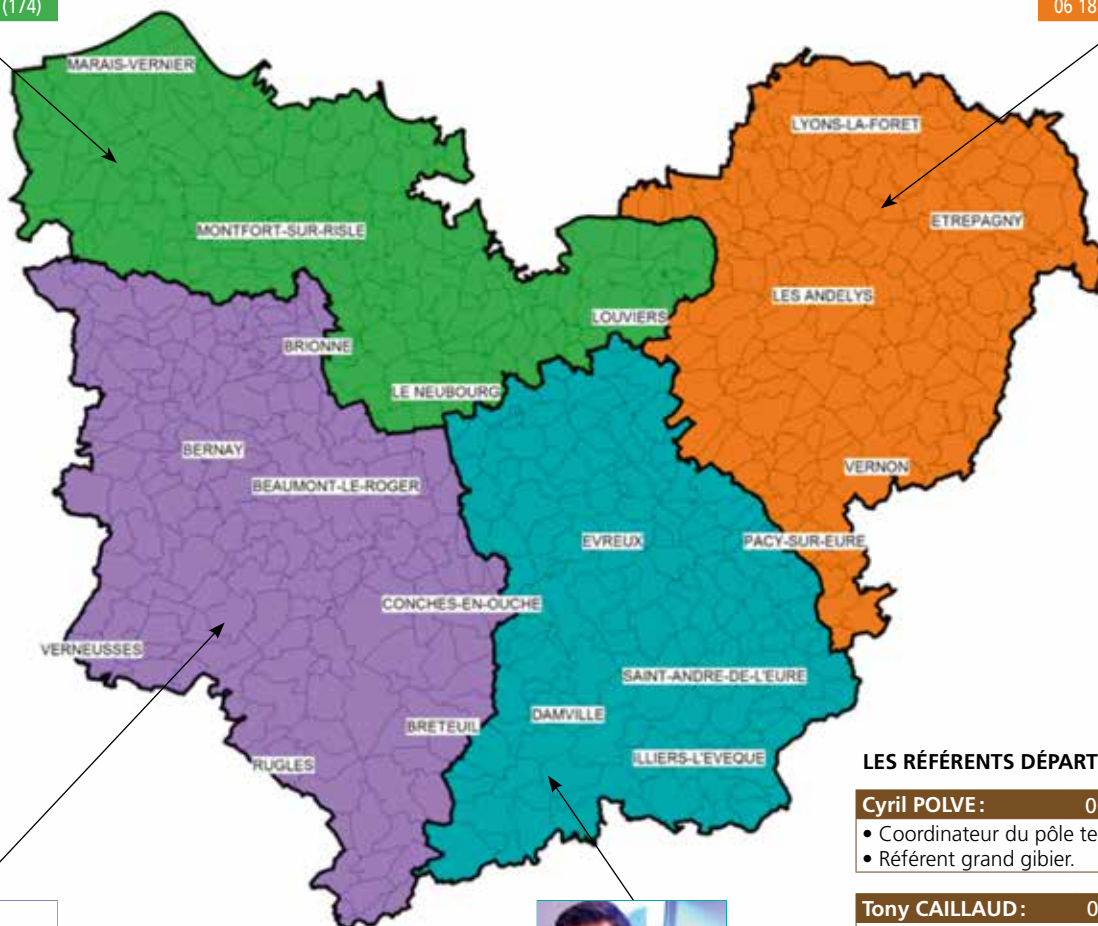 (174)
06 18
MARAIS-VERNIER
LYONS-LA-FORET
MONTFORT-SUR-RISLE
ETREPAGNY
LES ANDELYS
LOUVIERS
BRIONNE
LE NEUBOURG
BERNAY
VERNON
BEAUMONT-LE-ROGER
EVREUX
PACY-SUR-EURE
CONCHES-EN-OUCHE
VERNEUSSES
SAINT-ANDRE-DE-L'EURE
DAMVILLE
BRETEUIL
ILLIERS-L'EVEQUE
RUGLES
LES RÉFÉRENTS DÉPART
Cyril POLVE : 0
• Coordinateur du pôle te
• Référent grand gibier.
Tony CAILLAUD : 0